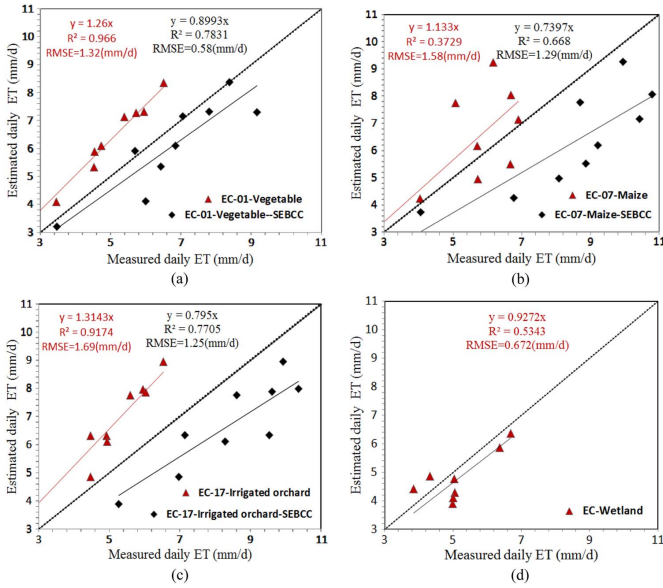 y = 1.26x
R² = 0.966
RMSE=1.32(mm/d)
y = 0.8993x
R² = 0.7831
RMSE=0.58(mm/d)
Estimated daily ET (mm/d)
11
10
9
8
7
6
5
4
3
EC-01-Vegetable
EC-01-Vegetable--SEBCC
3 5 7 9 11
Measured daily ET (mm/d)
(a)
y = 1.133x
R² = 0.3729
RMSE=1.58(mm/d)
y = 0.7397x
R² = 0.668
RMSE=1.29(mm/d)
Estimated daily ET (mm/d)
11
10
9
8
7
6
5
4
3
EC-07-Maize
EC-07-Maize-SEBCC
3 5 7 9 11
Measured daily ET (mm/d)
(b)
y = 1.3143x
R² = 0.9174
RMSE=1.69(mm/d)
y = 0.795x
R² = 0.7705
RMSE=1.25(mm/d)
Estimated daily ET (mm/d)
11
10
9
8
7
6
5
4
3
EC-17-Irrigated orchard
EC-17-Irrigated orchard-SEBCC
3 5 7 9 11
Measured daily ET (mm/d)
(c)
y = 0.9272x
R² = 0.5343
RMSE=0.672(mm/d)
Estimated daily ET (mm/d)
11
10
9
8
7
6
5
4
3
EC-Wetland
3 5 7 9 11
Measured daily ET (mm/d)
(d)